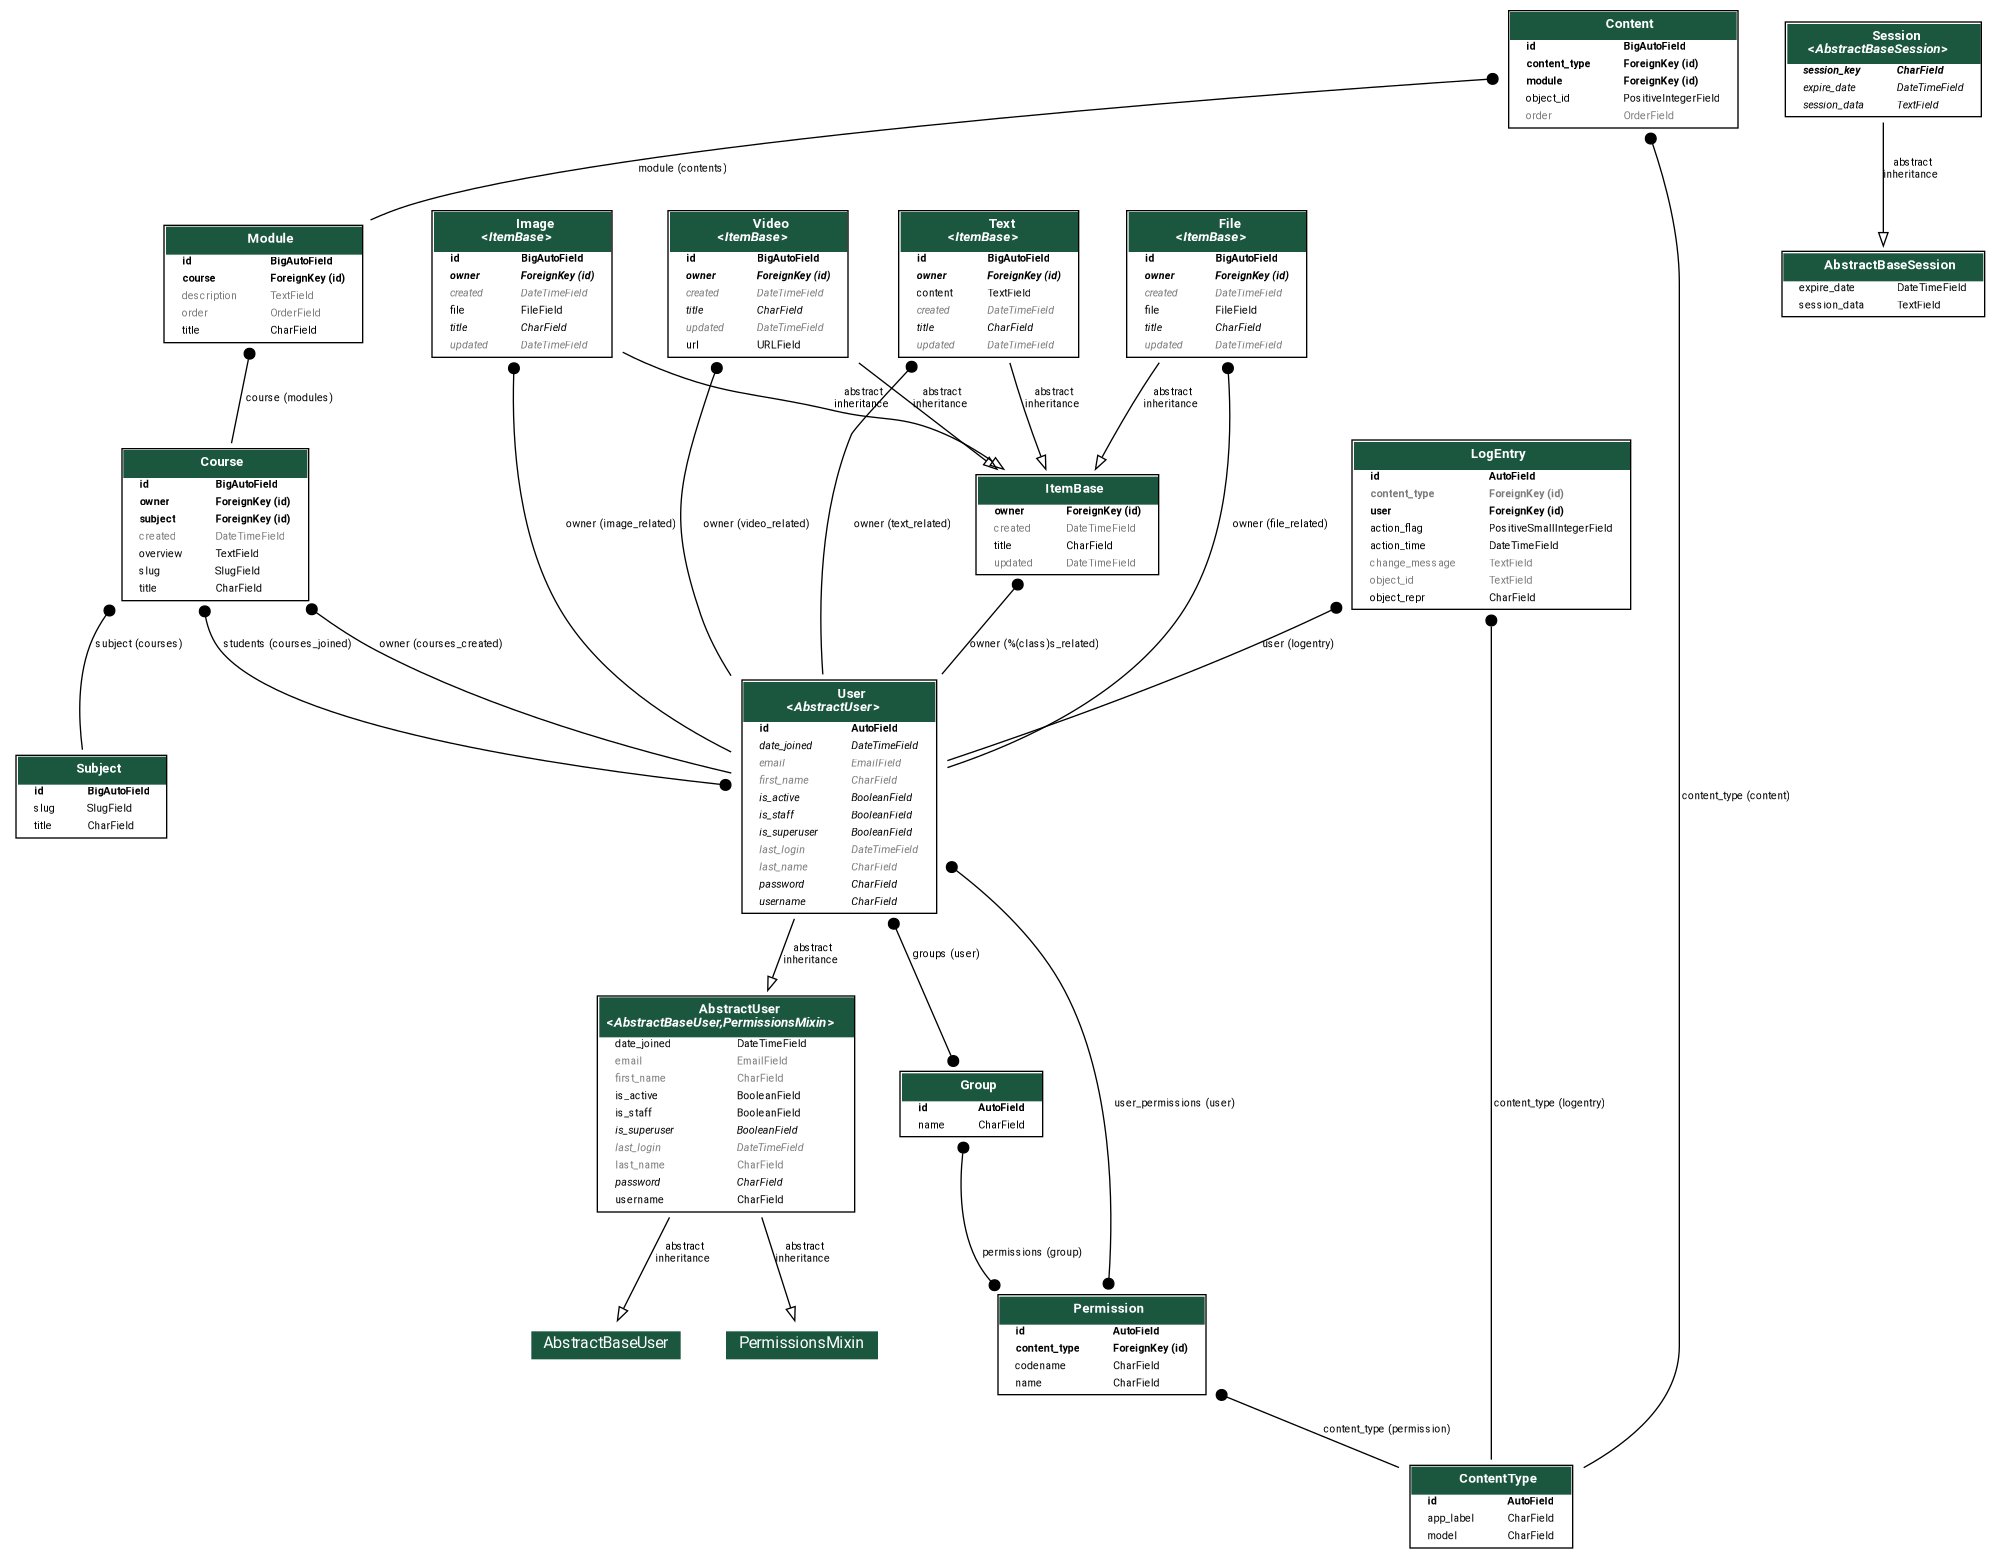 Content
id BigAutoField
content_type ForeignKey (id)
module ForeignKey (id)
object_id PositiveIntegerField
order OrderField
Session
<AbstractBaseSession>
session_key CharField
expire_date DateTimeField
session_data TextField
module (contents)
abstract
inheritance
Module
id BigAutoField
course ForeignKey (id)
description TextField
order OrderField
title CharField
Image
<ItemBase>
id BigAutoField
owner ForeignKey (id)
created DateTimeField
file FileField
title CharField
updated DateTimeField
Video
<ItemBase>
id BigAutoField
owner ForeignKey (id)
created DateTimeField
title CharField
updated DateTimeField
url URLField
Text
<ItemBase>
id BigAutoField
owner ForeignKey (id)
content TextField
created DateTimeField
title CharField
updated DateTimeField
File
<ItemBase>
id BigAutoField
owner ForeignKey (id)
created DateTimeField
file FileField
title CharField
updated DateTimeField
AbstractBaseSession
expire_date DateTimeField
session_data TextField
course (modules)
abstract
inheritance
abstract
inheritance
abstract
inheritance
abstract
inheritance
Course
id BigAutoField
owner ForeignKey (id)
subject ForeignKey (id)
created DateTimeField
overview TextField
slug SlugField
title CharField
owner (image_related)
owner (video_related)
owner (text_related)
ItemBase
owner ForeignKey (id)
created DateTimeField
title CharField
updated DateTimeField
owner (file_related)
LogEntry
id AutoField
content_type ForeignKey (id)
user ForeignKey (id)
action_flag PositiveSmallIntegerField
action_time DateTimeField
change_message TextField
object_id TextField
object_repr CharField
subject (courses)
students (courses_joined)
owner (courses_created)
owner (%(class)s_related)
user (logentry)
Subject
id BigAutoField
slug SlugField
title CharField
User
<AbstractUser>
id AutoField
date_joined DateTimeField
email EmailField
first_name CharField
is_active BooleanField
is_staff BooleanField
is_superuser BooleanField
last_login DateTimeField
last_name CharField
password CharField
username CharField
content_type (content)
abstract
inheritance
groups (user)
AbstractUser
<AbstractBaseUser,PermissionsMixin>
date_joined DateTimeField
email EmailField
first_name CharField
is_active BooleanField
is_staff BooleanField
is_superuser BooleanField
last_login DateTimeField
last_name CharField
password CharField
username CharField
Group
id AutoField
name CharField
user_permissions (user)
content_type (logentry)
abstract
inheritance
abstract
inheritance
permissions (group)
AbstractBaseUser
PermissionsMixin
Permission
id AutoField
content_type ForeignKey (id)
codename CharField
name CharField
content_type (permission)
ContentType
id AutoField
app_label CharField
model CharField